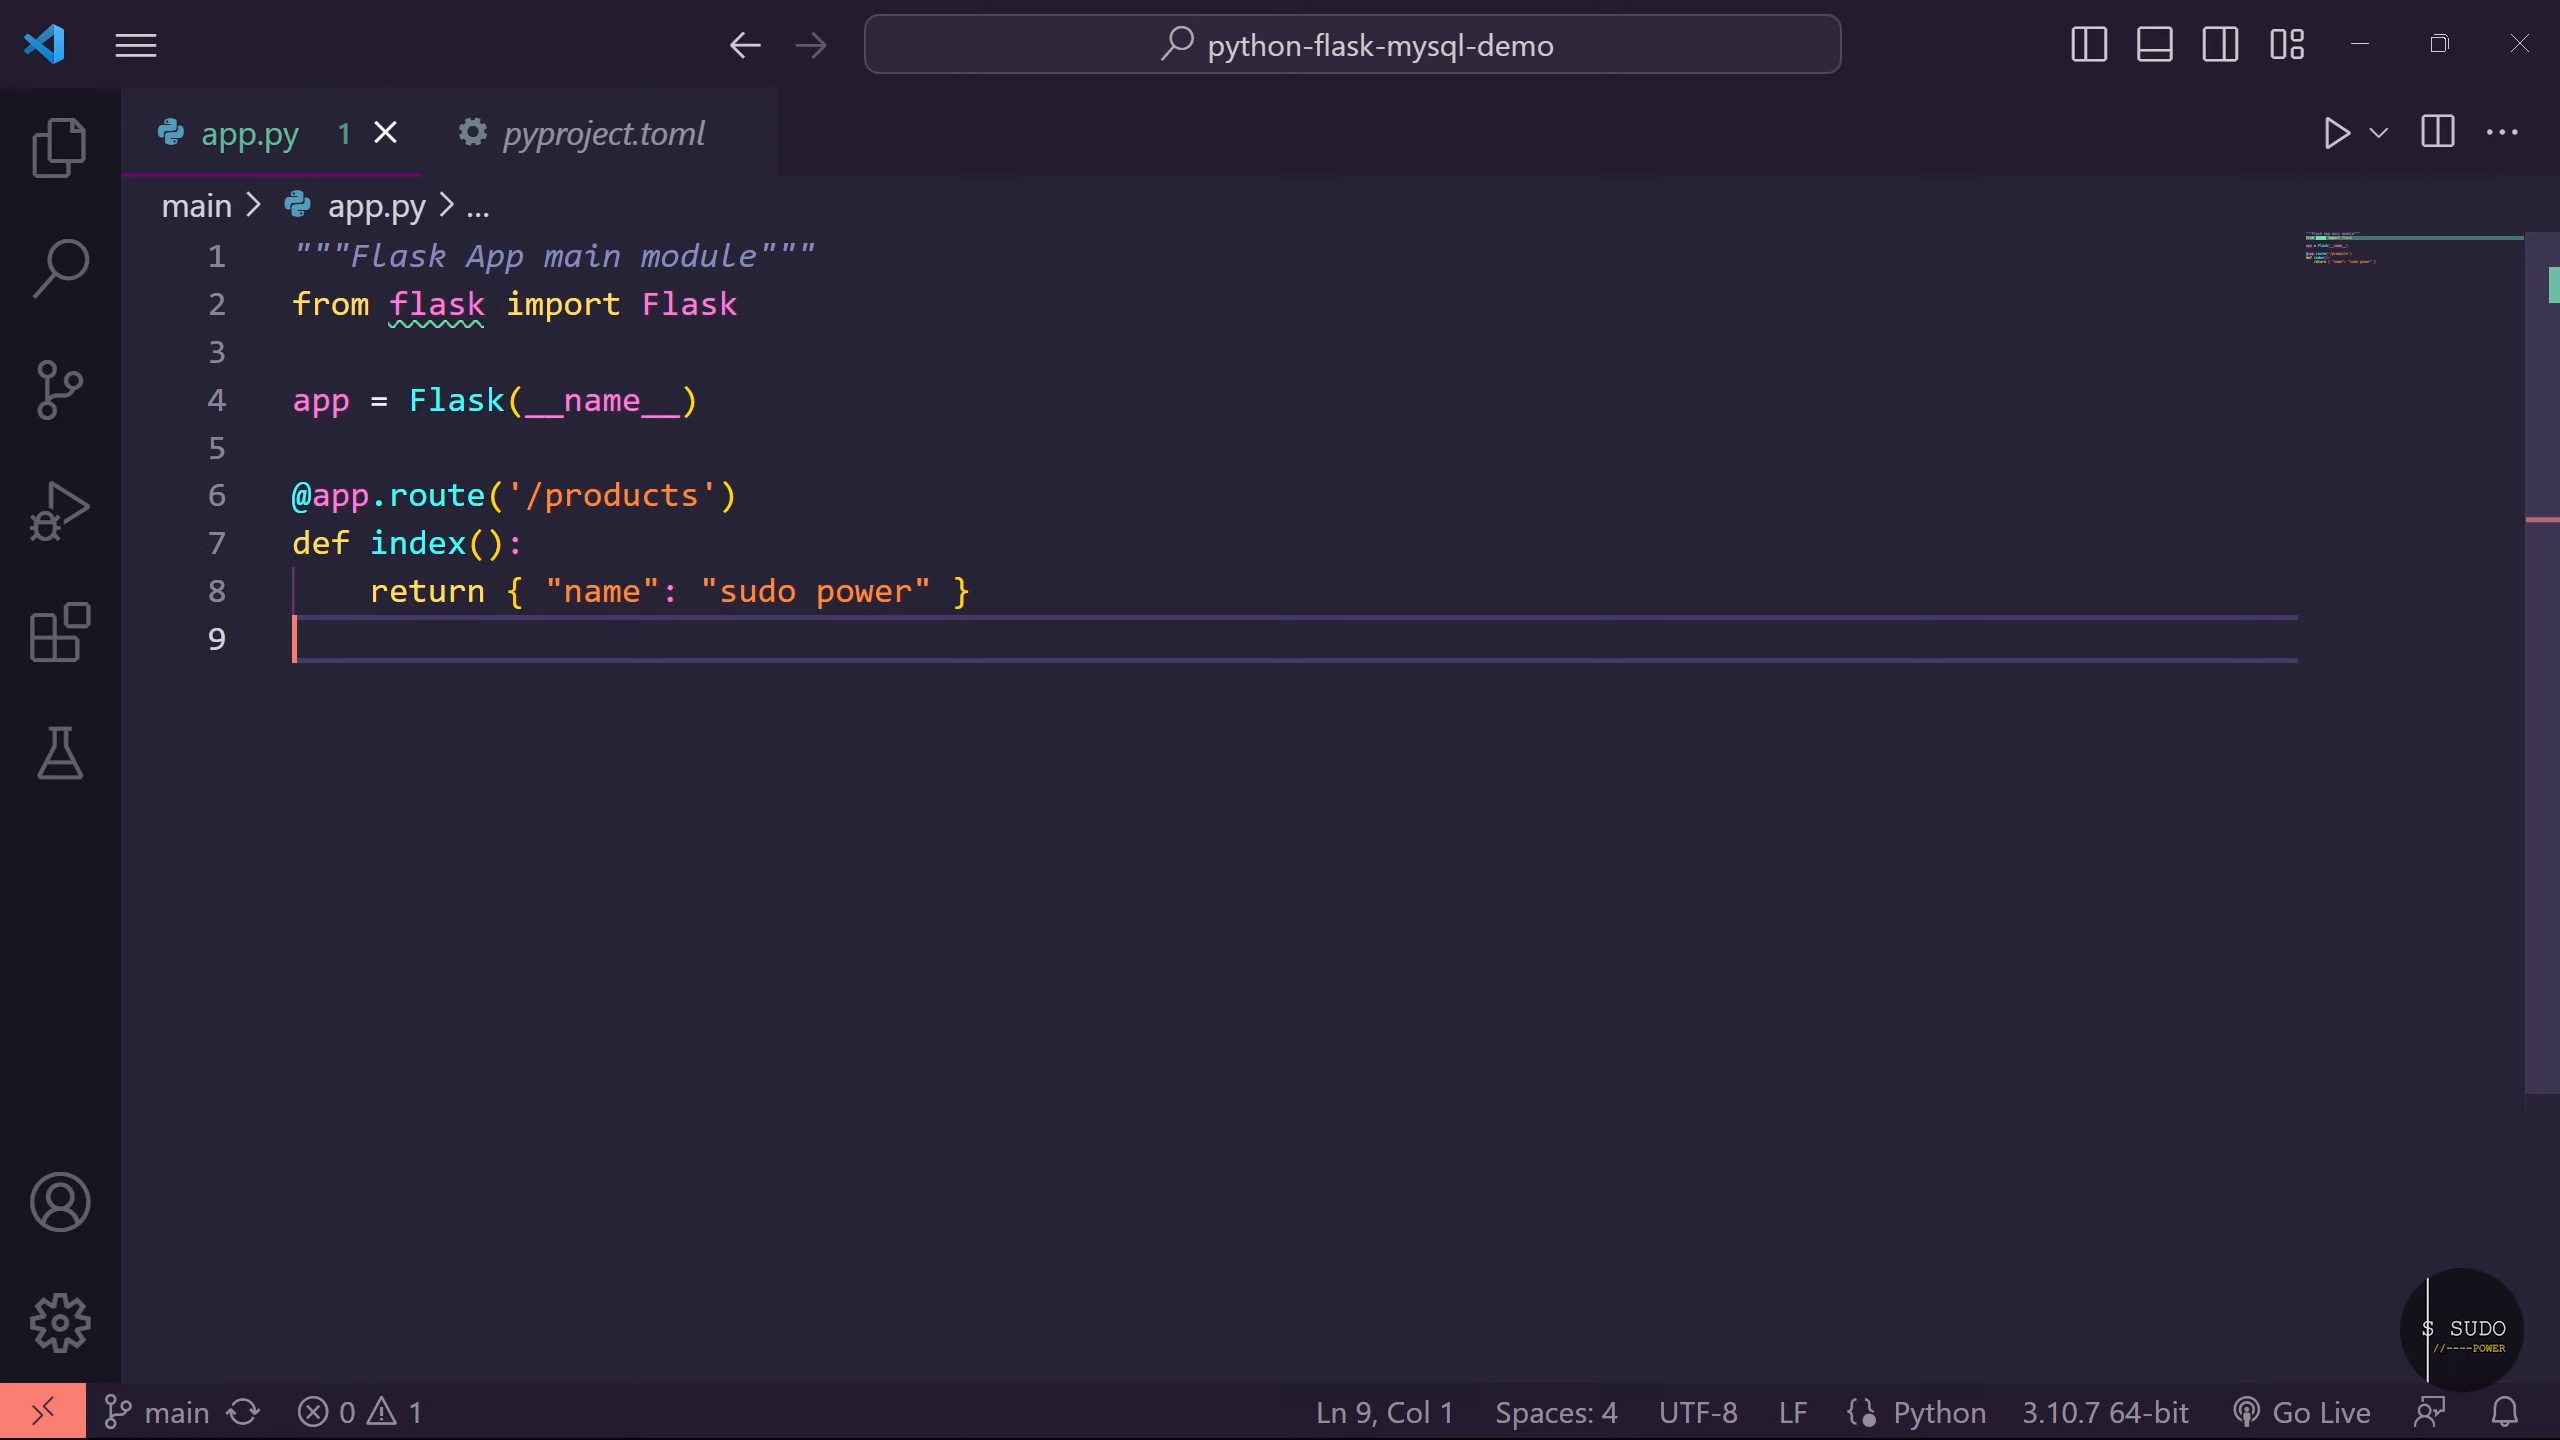 python-flask-mysql-demo
app.py 1 pyproject.toml
main > app.py > ...
1 """Flask App main module"""
2 from flask import Flask
3
4 app = Flask(__name__)
5
6 @app.route('/products')
7 def index():
8     return { "name": "sudo power" }
9
S SUDO
//----POWER
main 0 1 Ln 9, Col 1 Spaces: 4 UTF-8 LF Python 3.10.7 64-bit Go Live